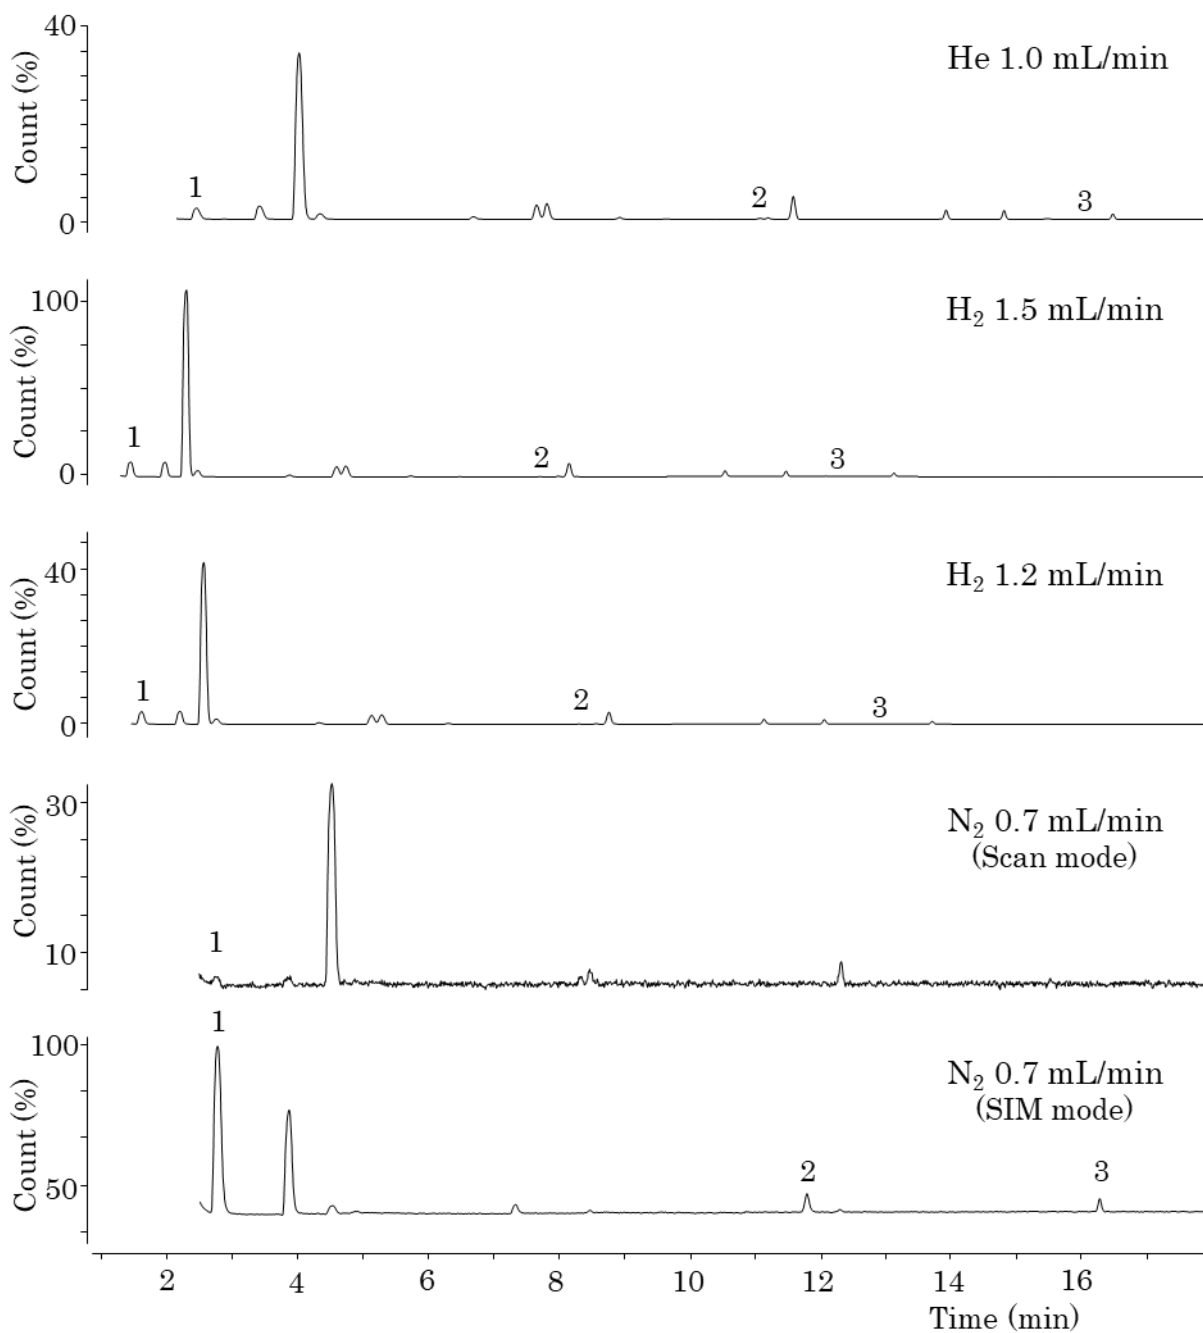 40
Count (%)
0
He 1.0 mL/min
1
2
3
100
Count (%)
0
H₂ 1.5 mL/min
1
2
3
40
Count (%)
0
H₂ 1.2 mL/min
1
2
3
30
Count (%)
10
N₂ 0.7 mL/min
(Scan mode)
1
100
Count (%)
50
N₂ 0.7 mL/min
(SIM mode)
1
2
3
2 4 6 8 10 12 14 16
Time (min)